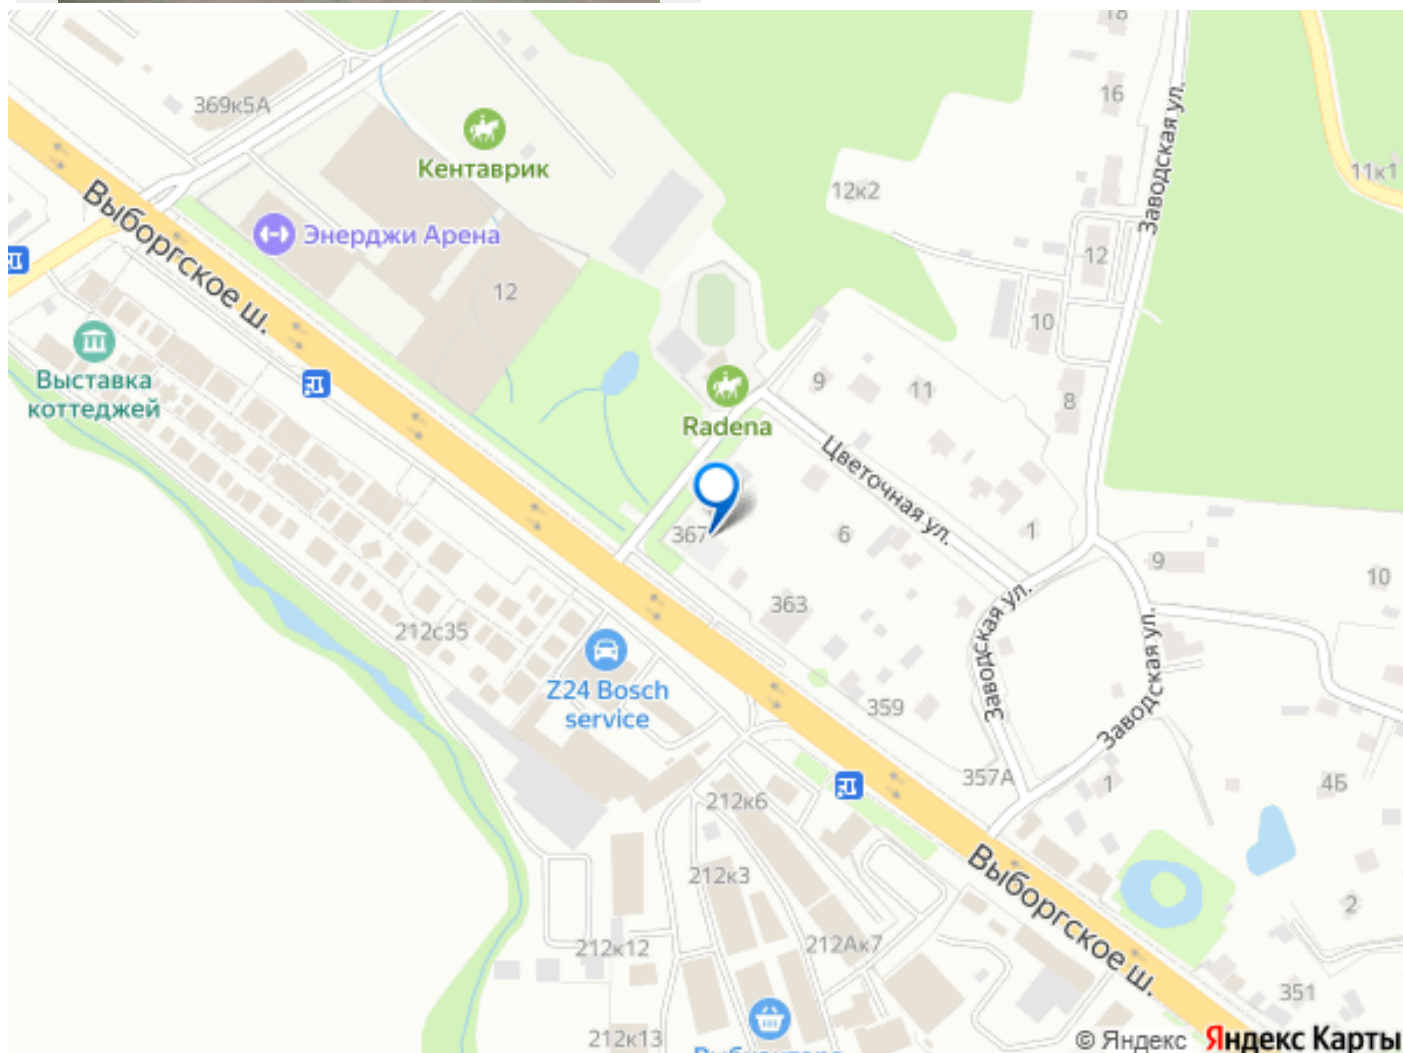 18
369к5А
16
Кентаврик
Заводская ул.
11к1
12к2
Выборгское ш.
Энерджи Арена
12
12
10
Выставка
коттеджей
9
11
8
Radena
Цветочная ул.
367
6
1
9
10
363
Заводская ул.
Заводская ул.
212с35
Z24 Bosch
service
359
357А
1
4Б
212к6
212к3
Выборгское ш.
2
212к12
212Ак7
351
212к13
© Яндекс
Яндекс Карты